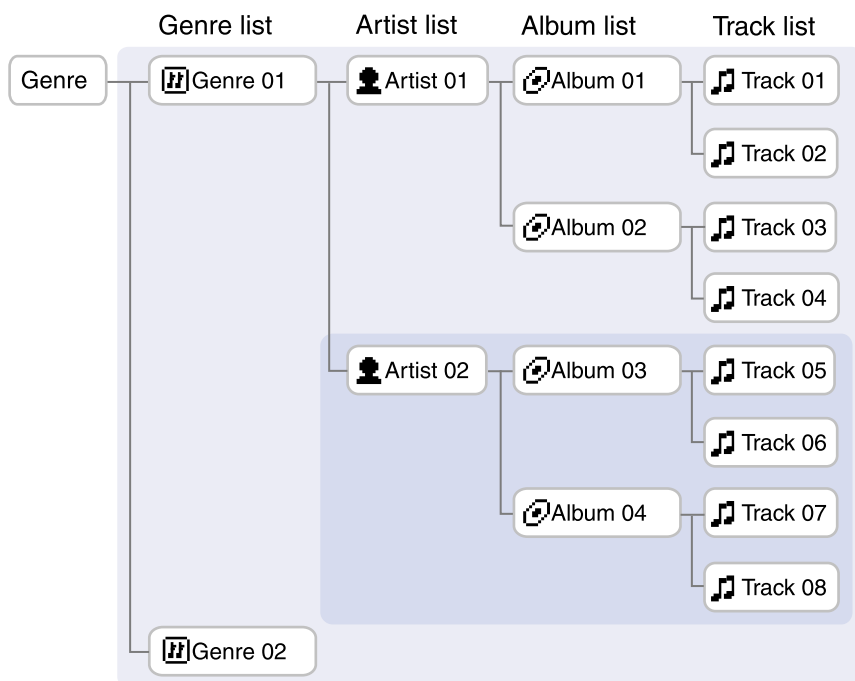 Genre list Artist list Album list Track list
Genre Genre 01 Artist 01 Album 01 Track 01
Track 02
Album 02 Track 03
Track 04
Artist 02 Album 03 Track 05
Track 06
Album 04 Track 07
Track 08
Genre 02